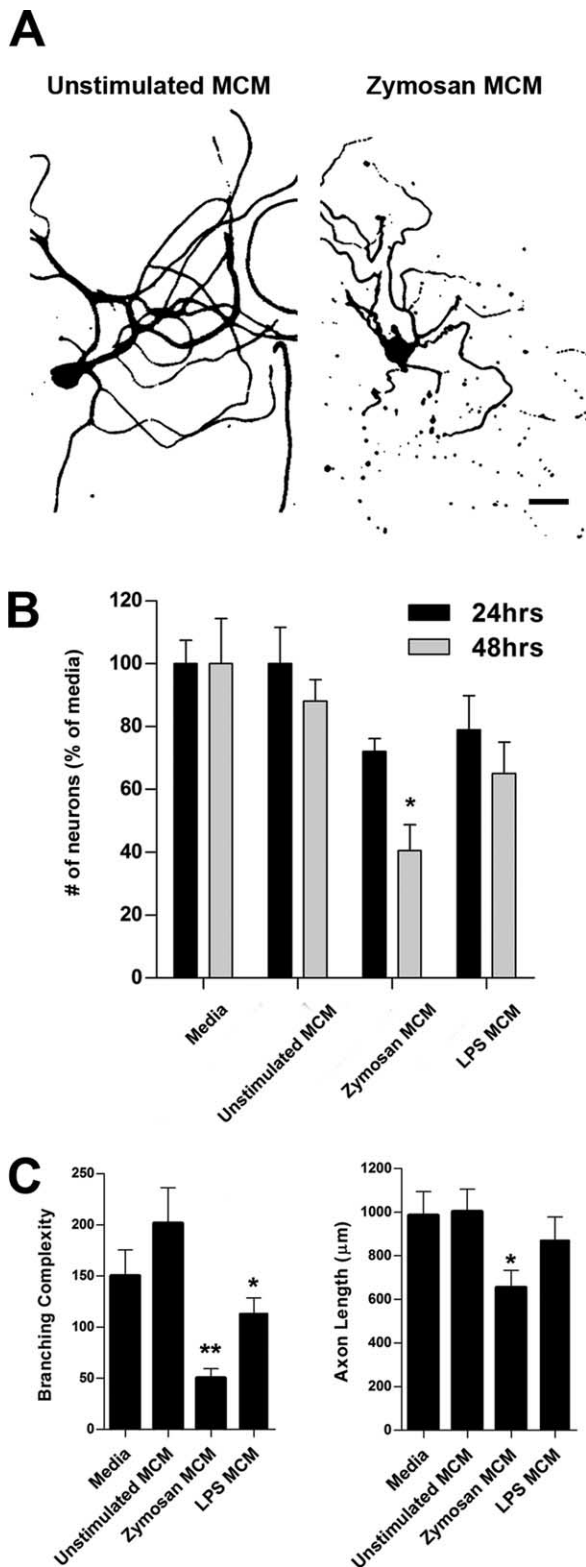 A
Unstimulated MCM
Zymosan MCM
B
# of neurons (% of media)
120
100
80
60
40
20
0
24hrs
48hrs
*
Media
Unstimulated MCM
Zymosan MCM
LPS MCM
C
Branching Complexity
250
200
150
100
50
0
**
*
Media
Unstimulated MCM
Zymosan MCM
LPS MCM
Axon Length (μm)
1200
1000
800
600
400
200
0
*
Media
Unstimulated MCM
Zymosan MCM
LPS MCM